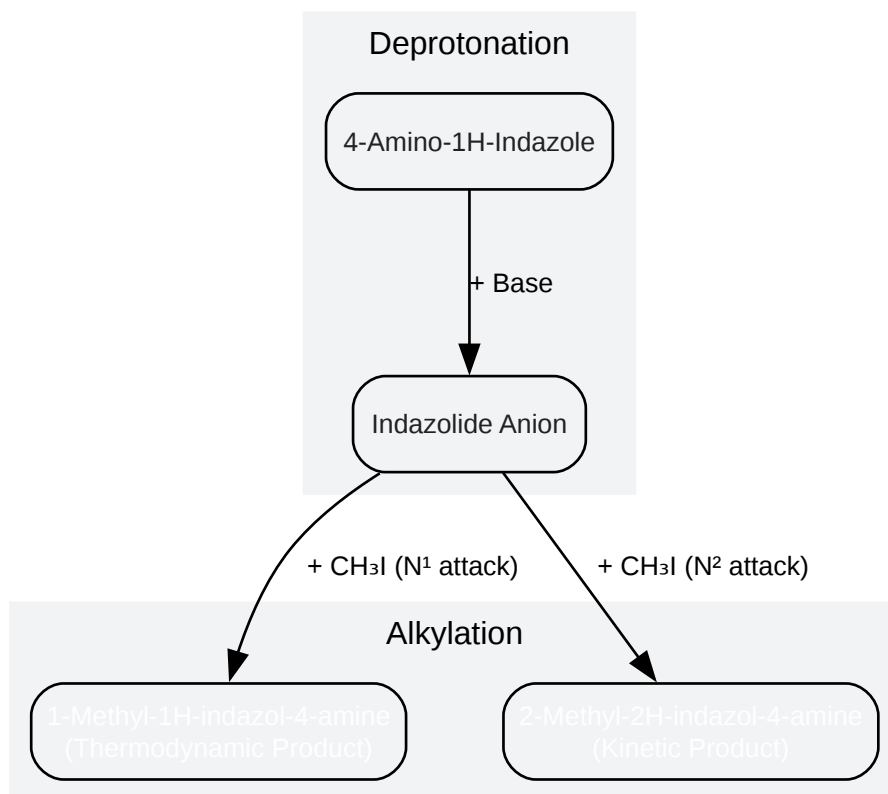 Deprotonation
4-Amino-1H-Indazole
+ Base
Indazolide Anion
+ CH₃I (N¹ attack)
+ CH₃I (N² attack)
Alkylation
1-Methyl-1H-indazol-4-amine
(Thermodynamic Product)
2-Methyl-2H-indazol-4-amine
(Kinetic Product)